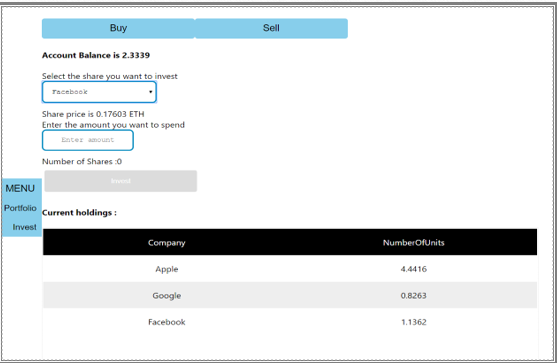 Buy Sell
Account Balance is 2.3339
Select the share you want to invest
Facebook
Share price is 0.17603 ETH
Enter the amount you want to spend
Enter amount
Number of Shares :0
Invest
MENU
Portfolio
Invest
Current holdings :
Company NumberOfUnits
Apple 4.4416
Google 0.8263
Facebook 1.1362